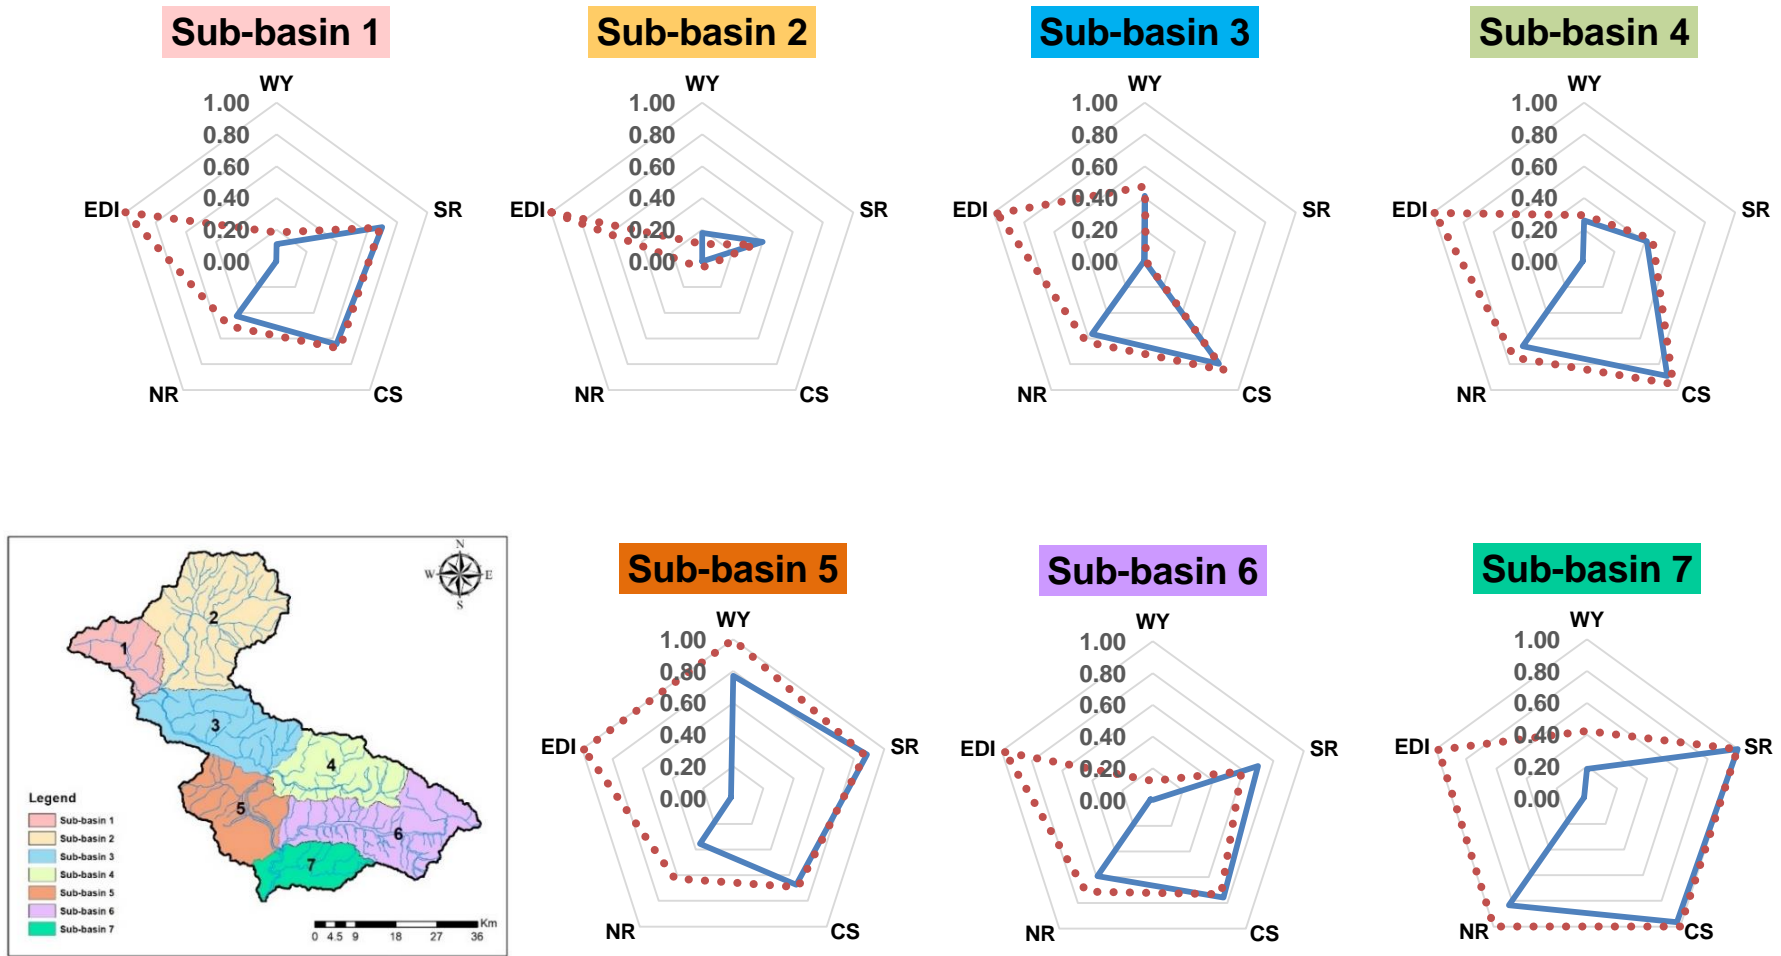 Sub-basin 1
WY
1.00
0.80
0.60
0.40
0.20
0.00
EDI
SR
NR
CS
Sub-basin 2
WY
1.00
0.80
0.60
0.40
0.20
0.00
EDI
SR
NR
CS
Sub-basin 3
WY
1.00
0.80
0.60
0.40
0.20
0.00
EDI
SR
NR
CS
Sub-basin 4
WY
1.00
0.80
0.60
0.40
0.20
0.00
EDI
SR
NR
CS
N
W E
S
2
1
3
4
5
6
7
Legend
Sub-basin 1
Sub-basin 2
Sub-basin 3
Sub-basin 4
Sub-basin 5
Sub-basin 6
Sub-basin 7
Km
0 4.5 9 18 27 36
Sub-basin 5
WY
1.00
0.80
0.60
0.40
0.20
0.00
EDI
SR
NR
CS
Sub-basin 6
WY
1.00
0.80
0.60
0.40
0.20
0.00
EDI
SR
NR
CS
Sub-basin 7
WY
1.00
0.80
0.60
0.40
0.20
0.00
EDI
SR
NR
CS